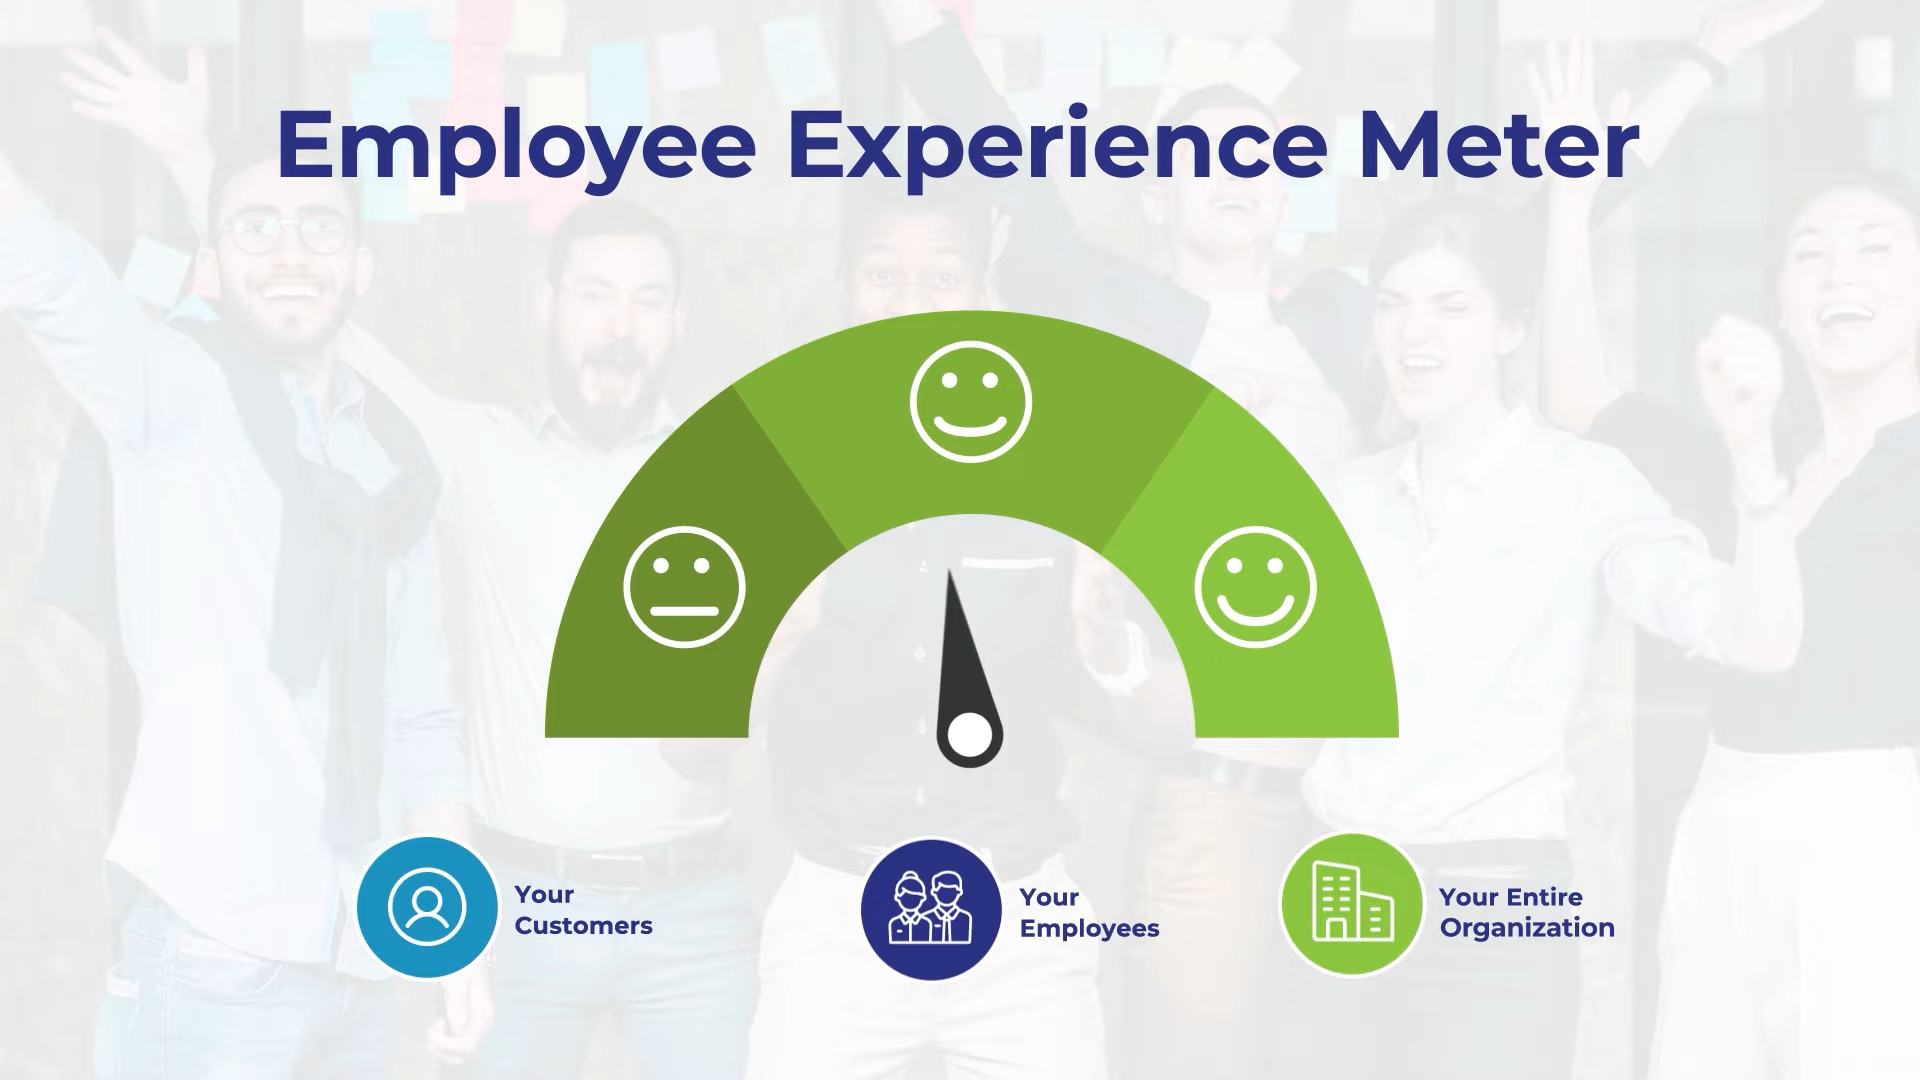 Employee Experience Meter
Your
Customers
Your
Employees
Your Entire
Organization